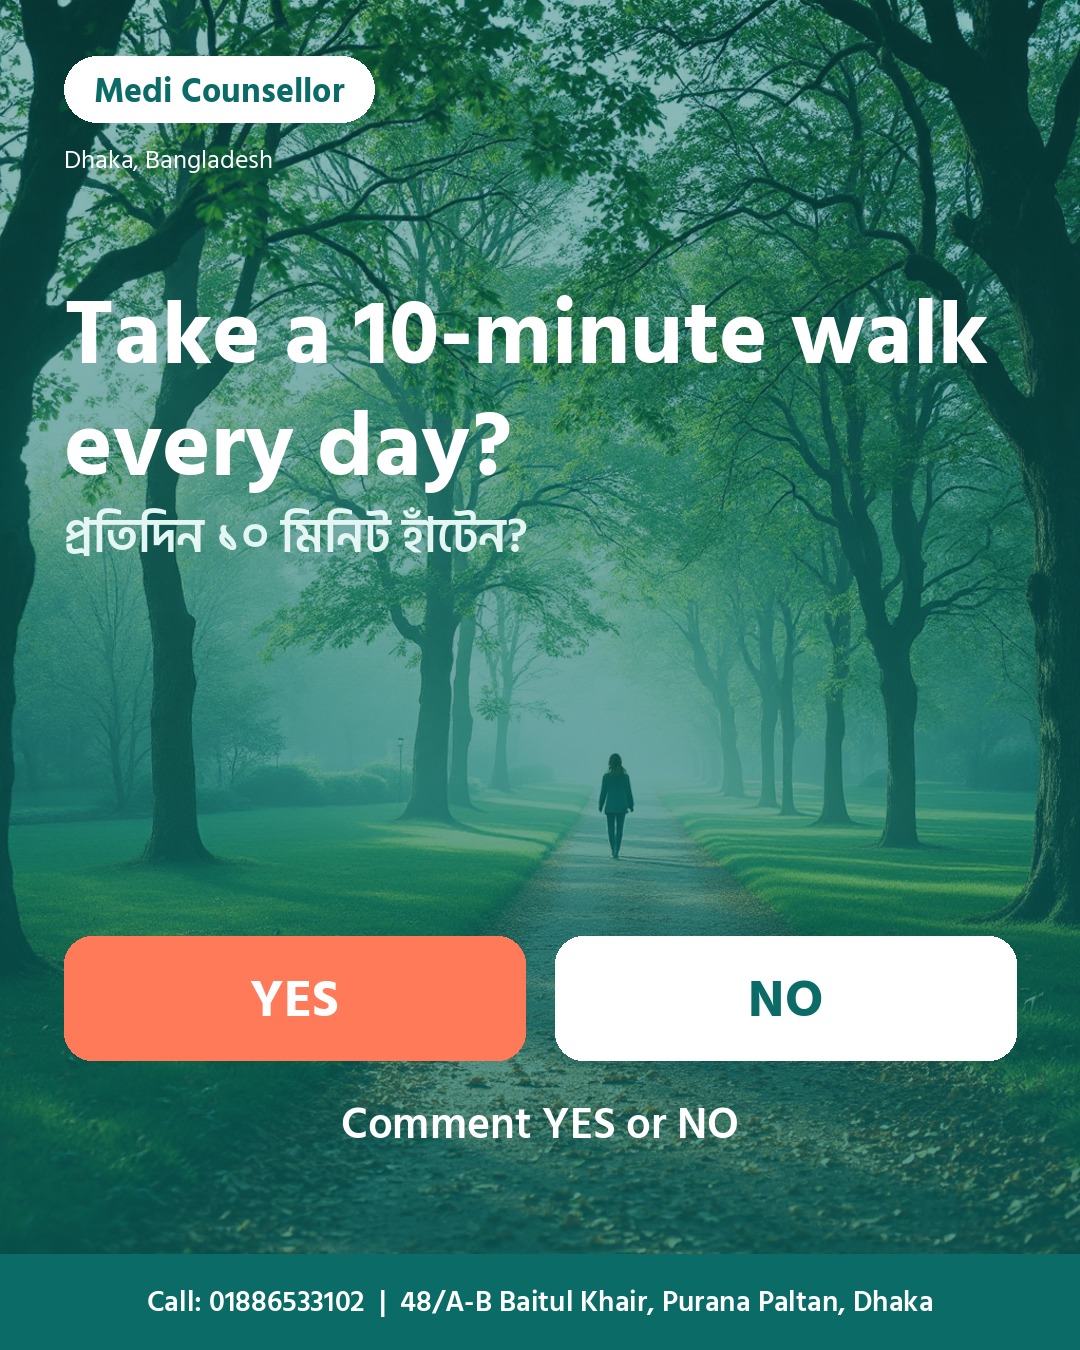 Medi Counsellor
Dhaka, Bangladesh
Take a 10-minute walk
every day?
প্রতিদিন ১০ মিনিট হাঁটেন?
YES
NO
Comment YES or NO
Call: 01886533102 | 48/A-B Baitul Khair, Purana Paltan, Dhaka